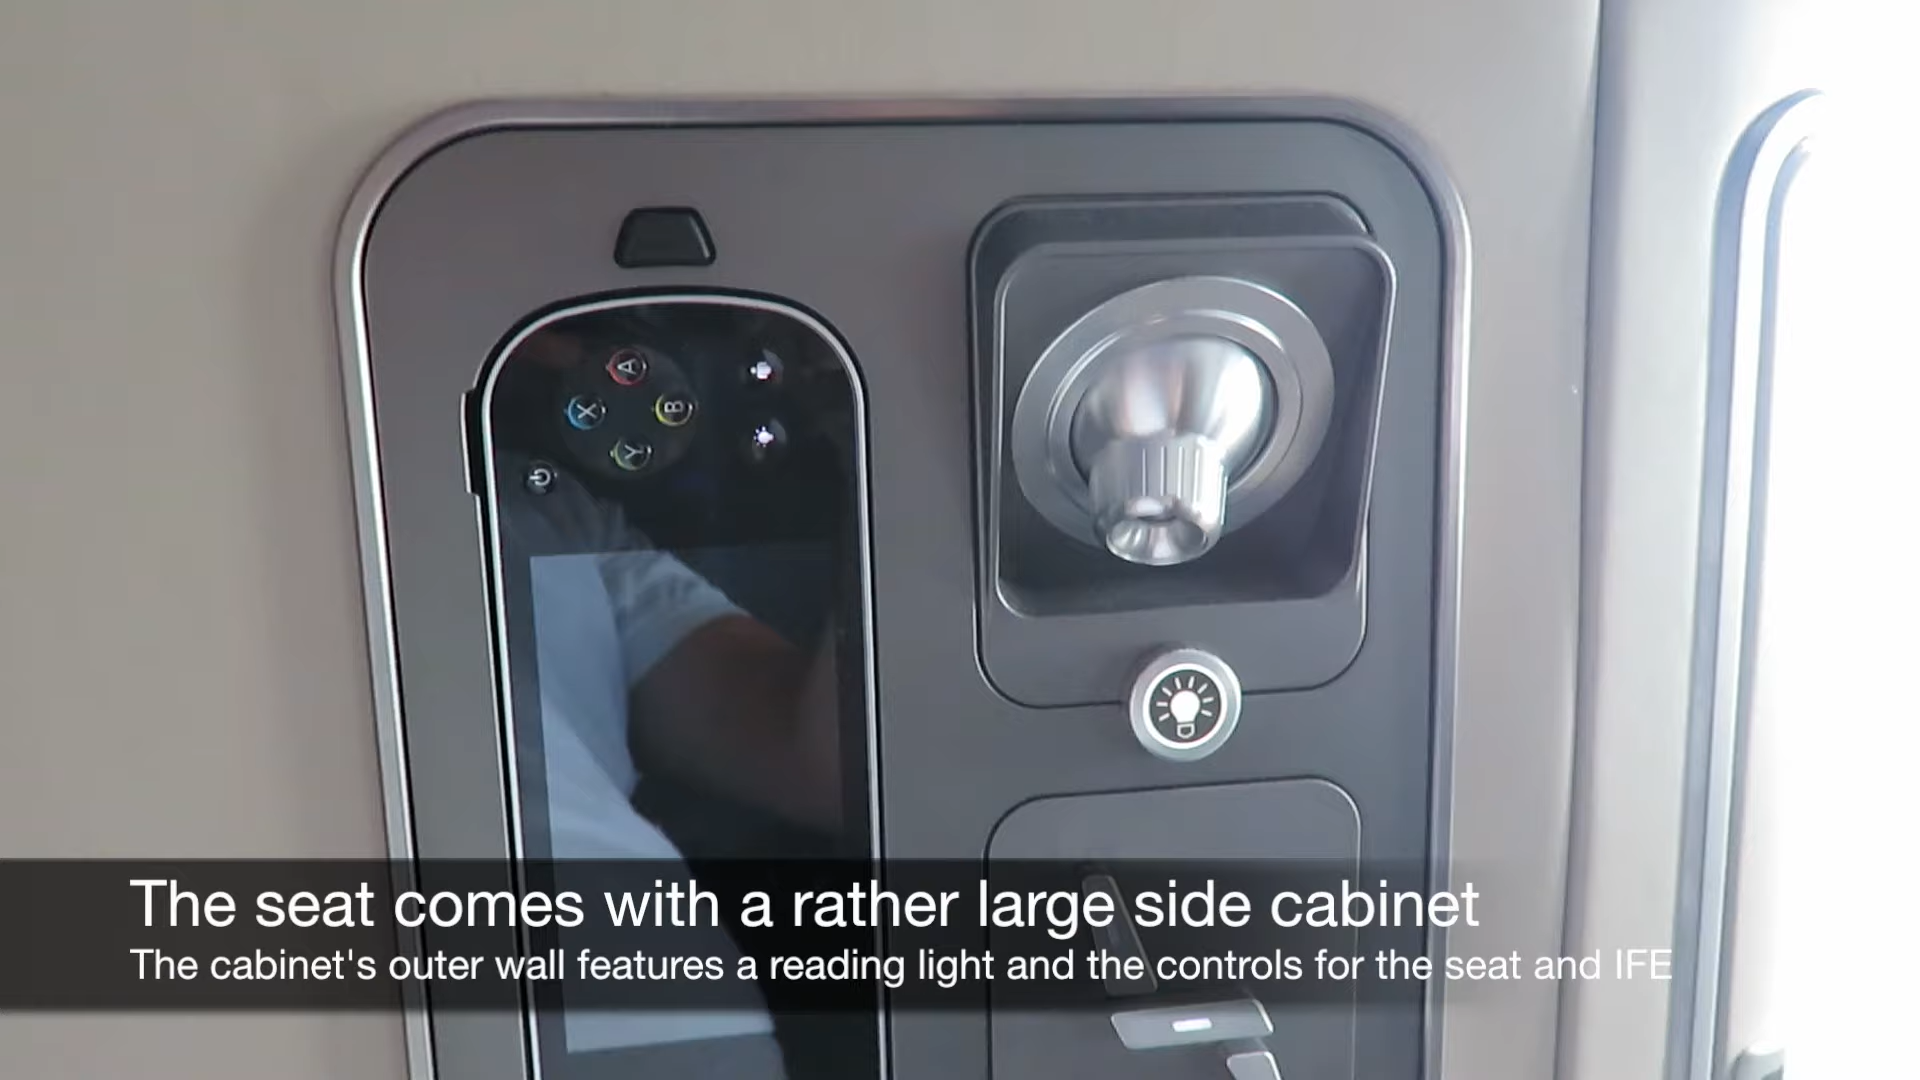 A
X
B
Y
The seat comes with a rather large side cabinet
The cabinet's outer wall features a reading light and the controls for the seat and IFE